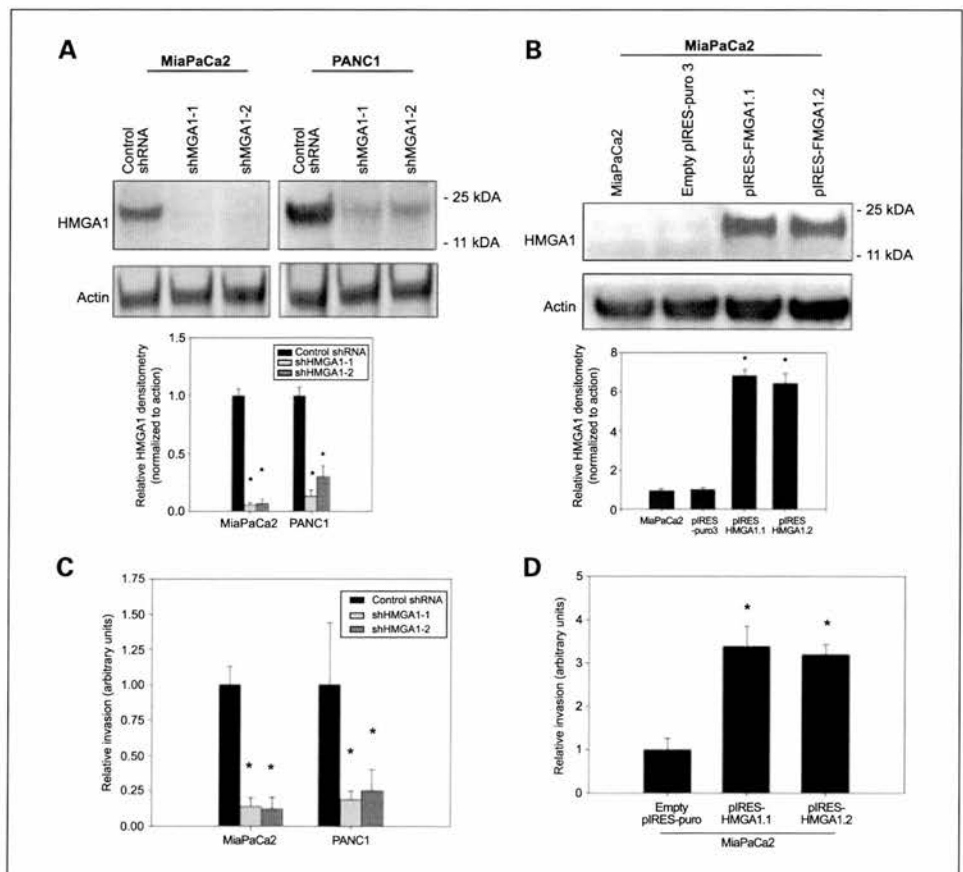 A
MiaPaCa2
PANC1
Control
shRNA
shMGA1-1
shMGA1-2
Control
shRNA
shMGA1-1
shMGA1-2
HMGA1
- 25 kDA
- 11 kDA
Actin
Relative HMGA1 densitometry
(normalized to action)
1.5
1.0
0.5
0.0
Control shRNA
shHMGA1-1
shHMGA1-2
* *
* *
MiaPaCa2
PANC1
B
MiaPaCa2
MiaPaCa2
Empty pIRES-puro 3
pIRES-FMGA1.1
pIRES-FMGA1.2
HMGA1
- 25 kDA
- 11 kDA
Actin
Relative HMGA1 densitometry
(normalized to action)
8
6
4
2
0
* *
MiaPaCa2
pIRES
-puro3
pIRES
HMGA1.1
pIRES
HMGA1.2
C
Relative invasion (arbitrary units)
1.75
1.25
1.00
0.75
0.50
0.25
0.00
Control shRNA
shHMGA1-1
shHMGA1-2
* *
* *
MiaPaCa2
PANC1
D
Relative invasion (arbitrary units)
5
4
3
2
1
0
* *
Empty
pIRES-puro
pIRES-
HMGA1.1
pIRES-
HMGA1.2
MiaPaCa2